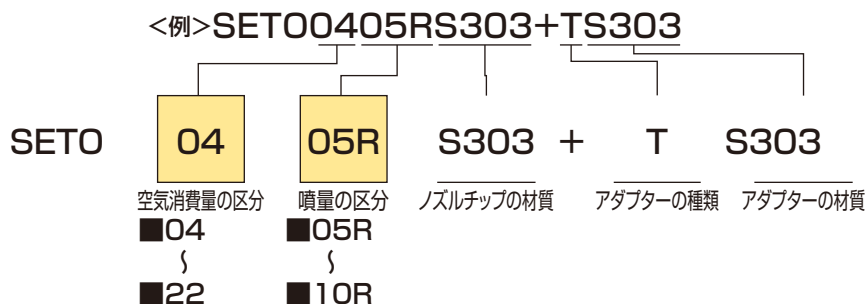 <例>SETO0405RS303+TS303
SETO 04 05R S303 + T S303
空気消費量の区分 噴量の区分 ノズルチップの材質 アダプターの種類 アダプターの材質
■04 ■05R
〜 〜
■22 ■10R